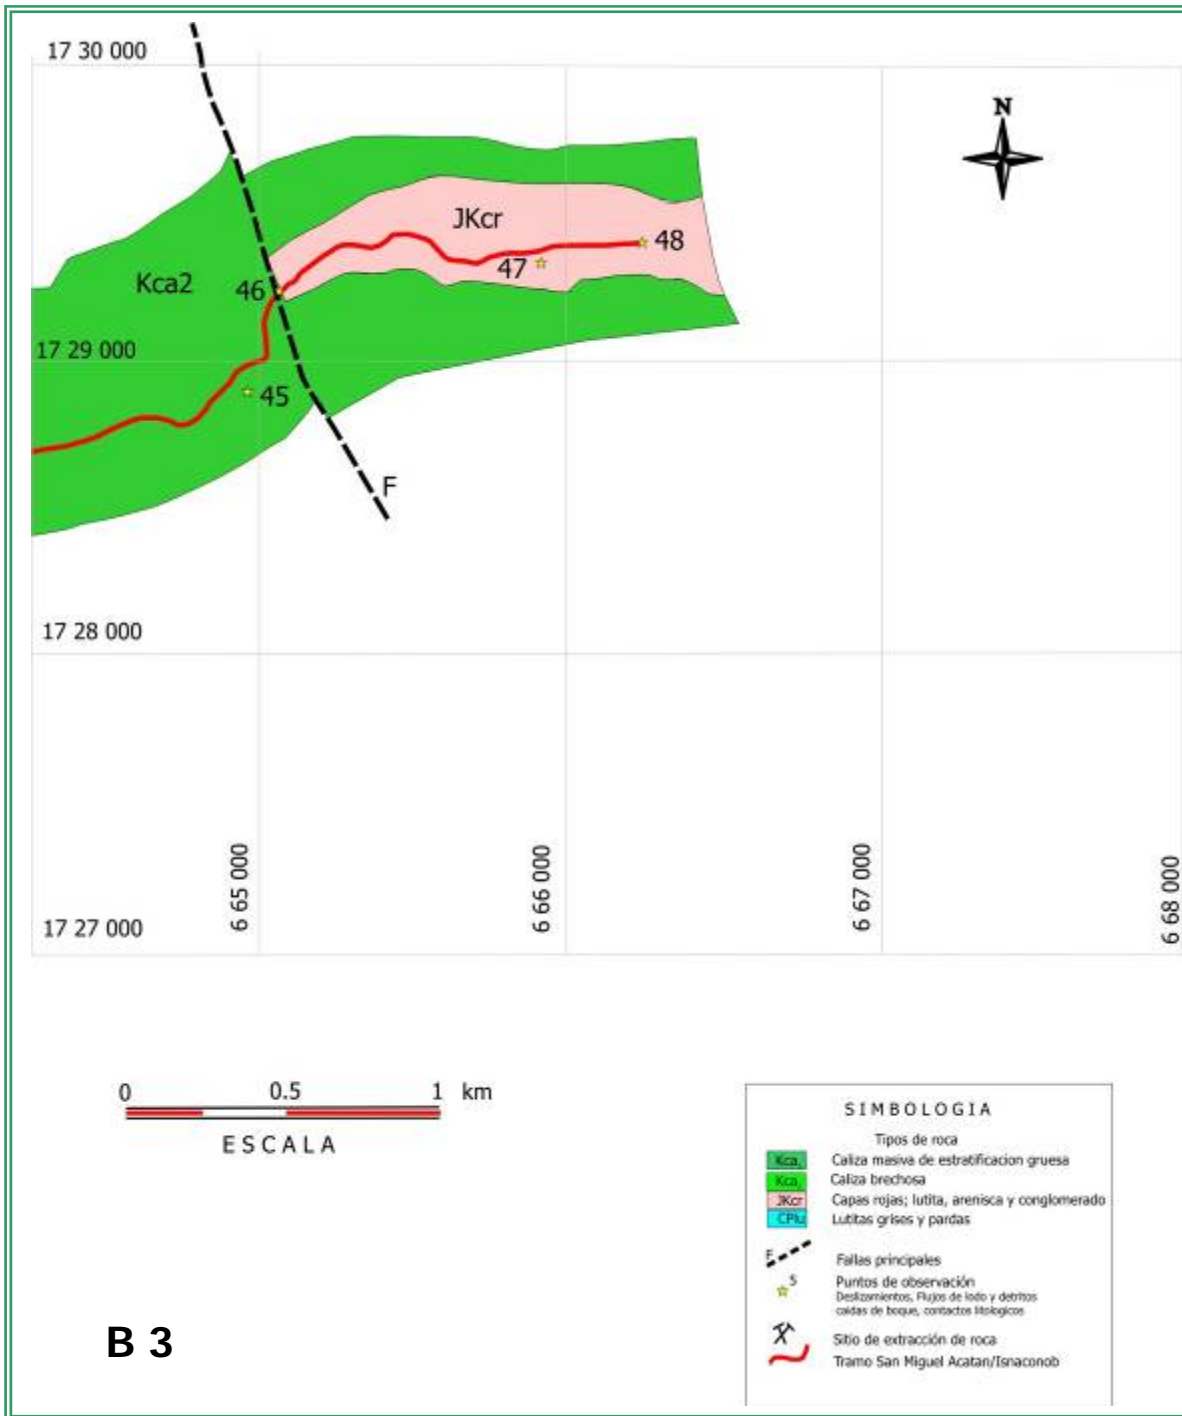 17 30 000
N
JKcr
48
47
Kca2
46
17 29 000
45
F
17 28 000
6 65 000
6 66 000
6 67 000
6 68 000
17 27 000
0 0.5 1 km
ESCALA
SIMBOLOGIA
Tipos de roca
Kca₁ Caliza masiva de estratificacion gruesa
Kca₂ Caliza brechosa
JKcr Capas rojas; lutita, arenisca y conglomerado
CPlu Lutitas grises y pardas
F Fallas principales
5 Puntos de observación
Deslizamientos, Flujos de lodo y detritos
caidas de boque, contactos litologicos
Sitio de extracción de roca
Tramo San Miguel Acatan/Isnaconob
B 3